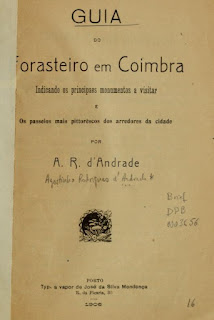 GUIA
DO
Forasteiro em Coimbra
Indicando os principaes monumentos a visitar
E
Os passeios mais pittorescos dos arredores da cidade
POR
A. R. d'Andrade
Agostinho Rodrigues d'Andrade
PORTO
Typ. a vapor de José da Silva Mendonça
1906
16